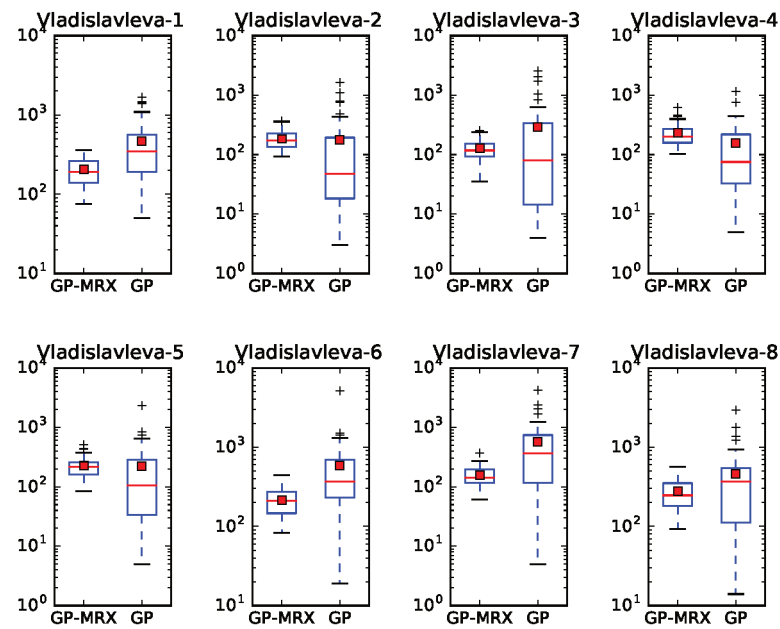 Vladislavleva-1 Vladislavleva-2 Vladislavleva-3 Vladislavleva-4
10^4 10^4 10^4 10^4
10^3 10^3 10^3
10^3
10^2 10^2 10^2
10^2
10^1 10^1 10^1
10^1 10^0 10^0 10^0
GP-MRX GP GP-MRX GP GP-MRX GP GP-MRX GP
Vladislavleva-5 Vladislavleva-6 Vladislavleva-7 Vladislavleva-8
10^4 10^4 10^4 10^4
10^3 10^3
10^3 10^3
10^2 10^2
10^2 10^2
10^1 10^1
10^0 10^1 10^0 10^1
GP-MRX GP GP-MRX GP GP-MRX GP GP-MRX GP